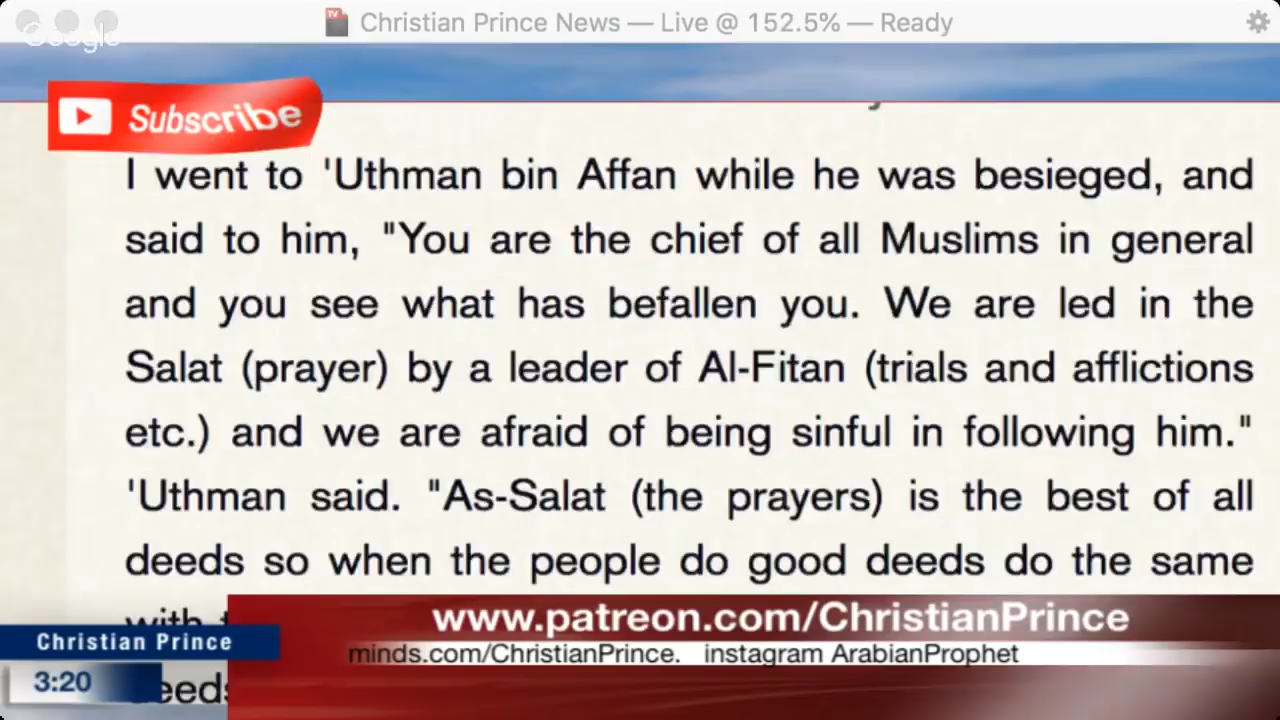 Christian Prince News — Live @ 152.5% — Ready
Google
Subscribe
I went to 'Uthman bin Affan while he was besieged, and
said to him, "You are the chief of all Muslims in general
and you see what has befallen you. We are led in the
Salat (prayer) by a leader of Al-Fitan (trials and afflictions
etc.) and we are afraid of being sinful in following him."
'Uthman said. "As-Salat (the prayers) is the best of all
deeds so when the people do good deeds do the same
with
www.patreon.com/ChristianPrince
Christian Prince
minds.com/ChristianPrince. instagram ArabianProphet
3:20